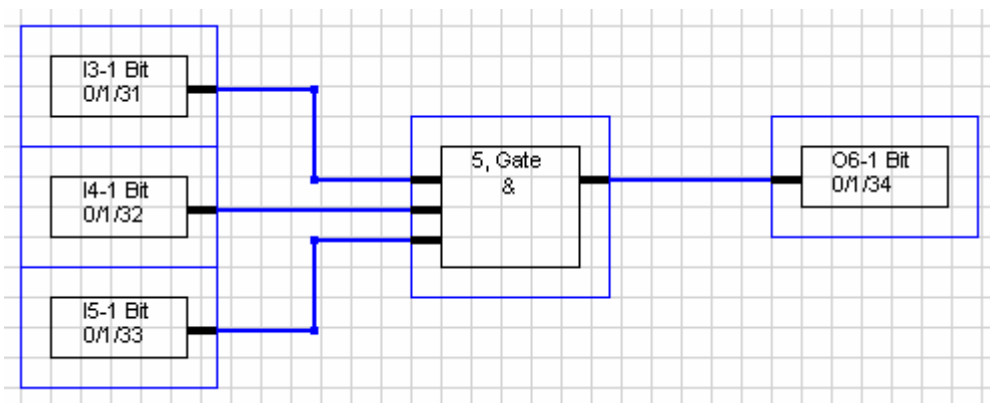 I3-1 Bit
0/1/31
I4-1 Bit
0/1/32
I5-1 Bit
0/1/33
5, Gate
&
O6-1 Bit
0/1/34